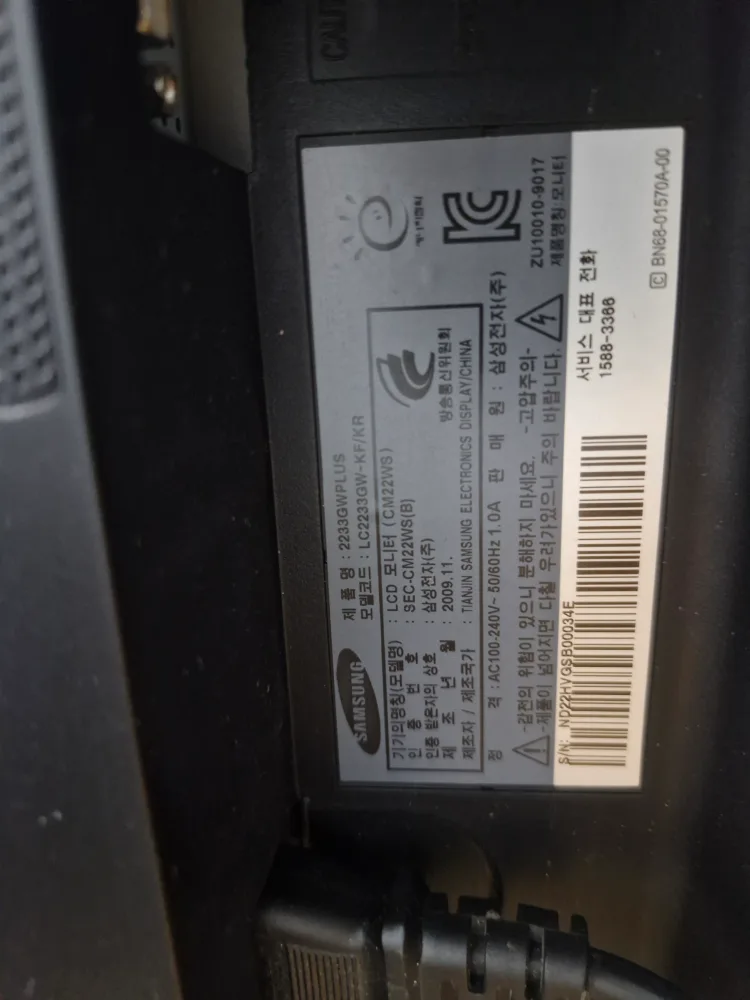 CAU
SAMSUNG
제 품 명 : 2233GWPLUS
모델코드 : LC2233GW-KF/KR
기기의명칭(모델명) : LCD 모니터 (CM22WS)
인 증 번 호 : SEC-CM22WS(B)
인증 받은자의 상호 : 삼성전자(주)
제 조 년 월 : 2009.11.
제조자 / 제조국가 : TIANJIN SAMSUNG ELECTRONICS DISPLAY/CHINA
방송통신위원회
에너지절약
ZU10010-9017
제품명칭:모니터
정 격 : AC100-240V~ 50/60Hz 1.0A 판 매 원 : 삼성전자(주)
-감전의 위험이 있으니 분해하지 마세요. -고압주의-
-제품이 넘어지면 다칠 우려가있으니 주의 바랍니다.
S/N: ND22HVGSB00034E
서비스 대표 전화
1588-3366
C BN68-01570A-00